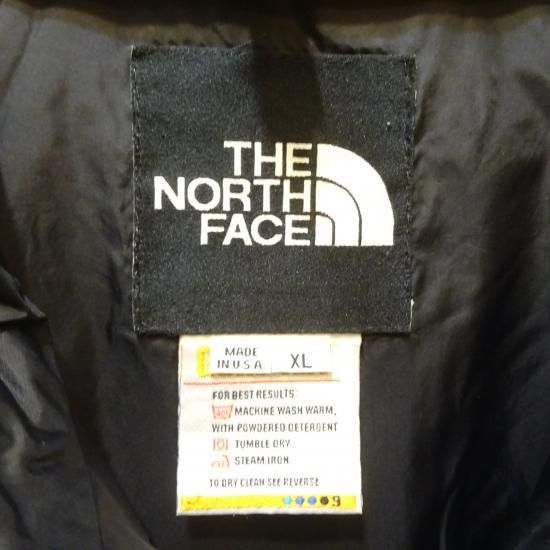 THE
NORTH
FACE
MADE
IN U S A
XL
FOR BEST RESULTS:
MACHINE WASH WARM,
WITH POWDERED DETERGENT
TUMBLE DRY.
STEAM IRON.
TO DRY CLEAN SEE REVERSE
9